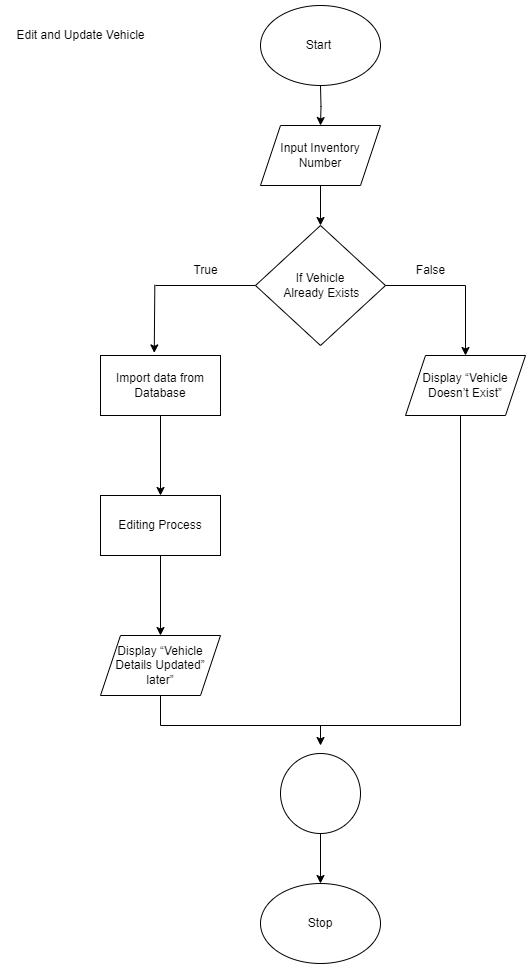 Edit and Update Vehicle
Start
Input Inventory
Number
If Vehicle
Already Exists
True
False
Import data from
Database
Display “Vehicle
Doesn't Exist”
Editing Process
Display “Vehicle
Details Updated”
later”
Stop